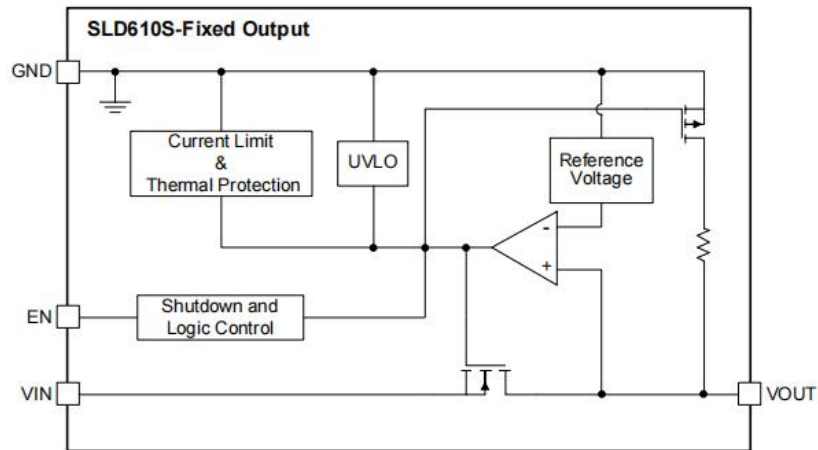 SLD610S-Fixed Output
GND
Current Limit
&
Thermal Protection
UVLO
Reference
Voltage
-
+
EN
Shutdown and
Logic Control
VIN
VOUT